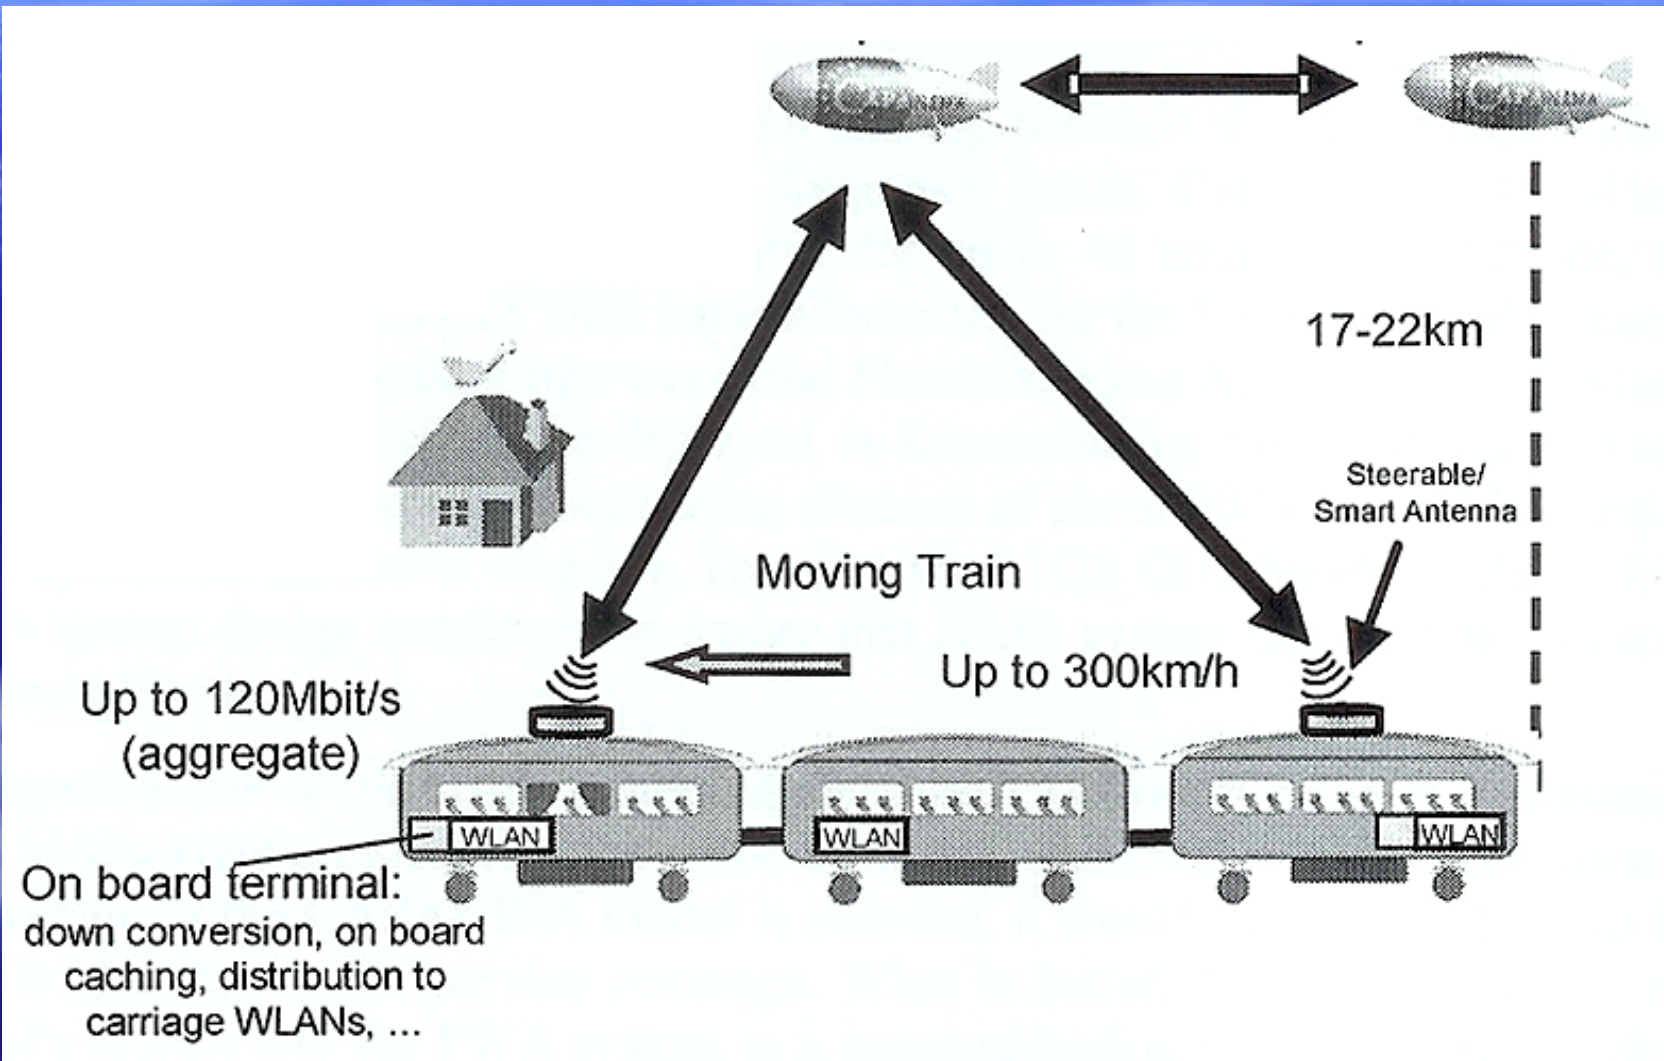 17-22km
Steerable/
Smart Antenna
Moving Train
Up to 300km/h
Up to 120Mbit/s
(aggregate)
WLAN
WLAN
WLAN
On board terminal:
down conversion, on board
caching, distribution to
carriage WLANs, ...